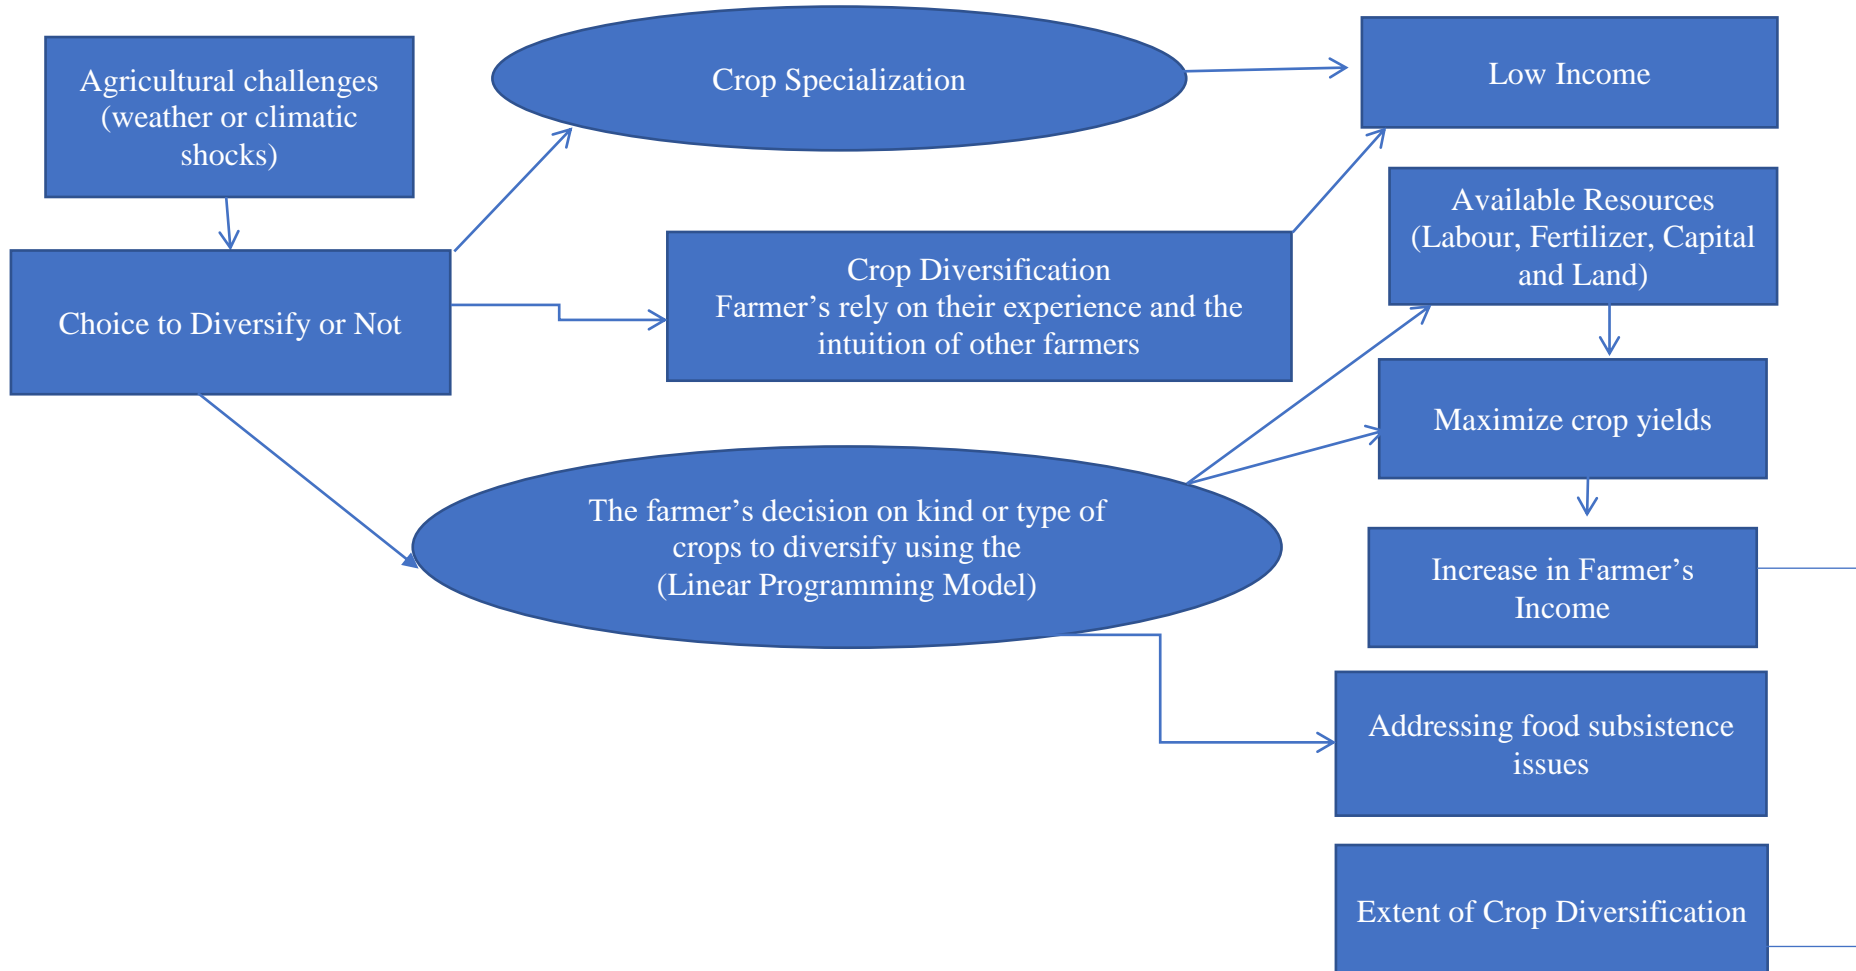 Agricultural challenges
(weather or climatic
shocks)
Crop Specialization
Low Income
Available Resources
(Labour, Fertilizer, Capital
and Land)
Choice to Diversify or Not
Crop Diversification
Farmer’s rely on their experience and the
intuition of other farmers
Maximize crop yields
The farmer’s decision on kind or type of
crops to diversify using the
(Linear Programming Model)
Increase in Farmer’s
Income
Addressing food subsistence
issues
Extent of Crop Diversification